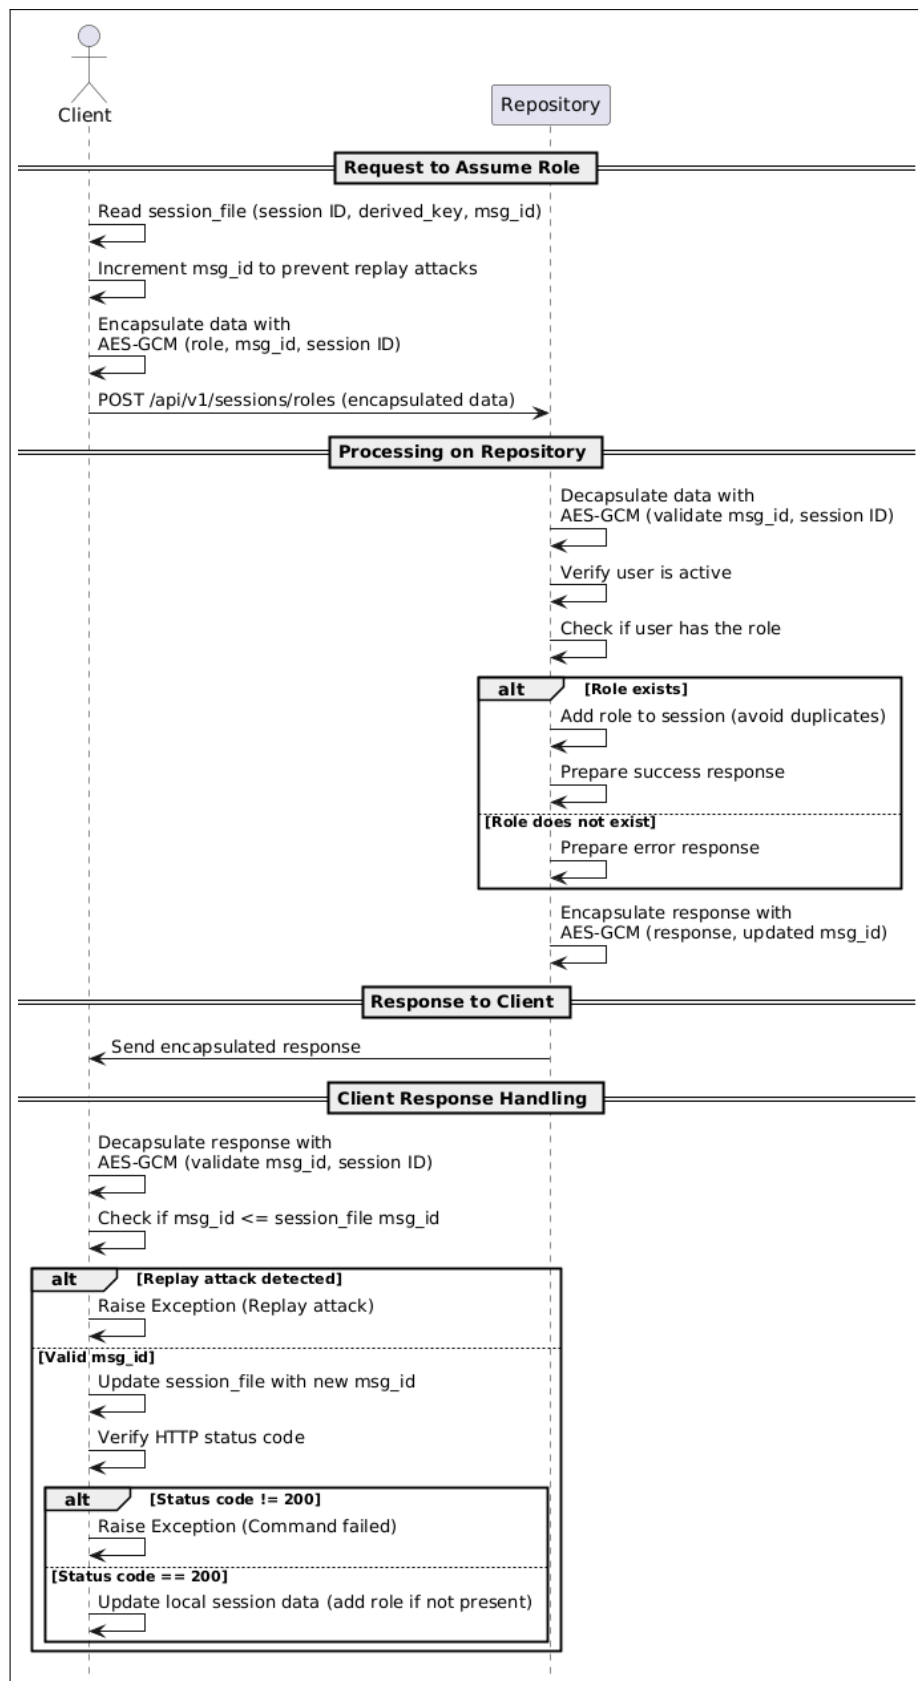 Client
Repository
Request to Assume Role
Read session_file (session ID, derived_key, msg_id)
Increment msg_id to prevent replay attacks
Encapsulate data with
AES-GCM (role, msg_id, session ID)
POST /api/v1/sessions/roles (encapsulated data)
Processing on Repository
Decapsulate data with
AES-GCM (validate msg_id, session ID)
Verify user is active
Check if user has the role
alt [Role exists]
Add role to session (avoid duplicates)
Prepare success response
[Role does not exist]
Prepare error response
Encapsulate response with
AES-GCM (response, updated msg_id)
Response to Client
Send encapsulated response
Client Response Handling
Decapsulate response with
AES-GCM (validate msg_id, session ID)
Check if msg_id <= session_file msg_id
alt [Replay attack detected]
Raise Exception (Replay attack)
[Valid msg_id]
Update session_file with new msg_id
Verify HTTP status code
alt [Status code != 200]
Raise Exception (Command failed)
[Status code == 200]
Update local session data (add role if not present)